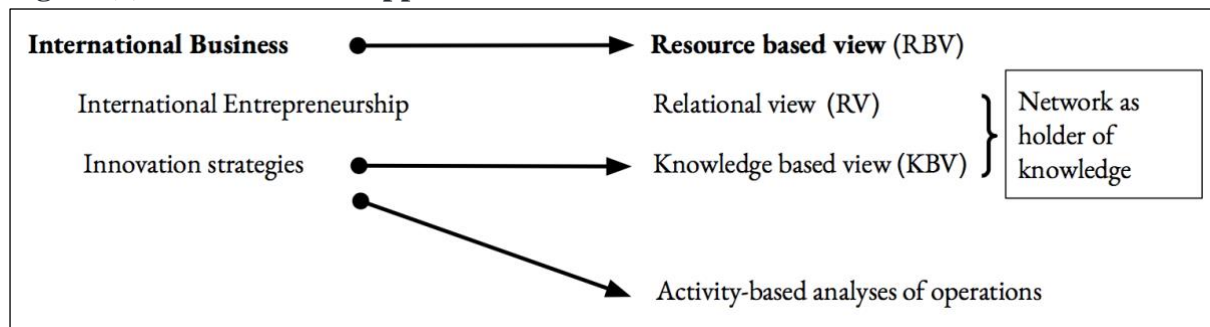 International Business Resource based view (RBV)
International Entrepreneurship Relational view (RV)
Innovation strategies Knowledge based view (KBV)
Network as
holder of
knowledge
Activity-based analyses of operations